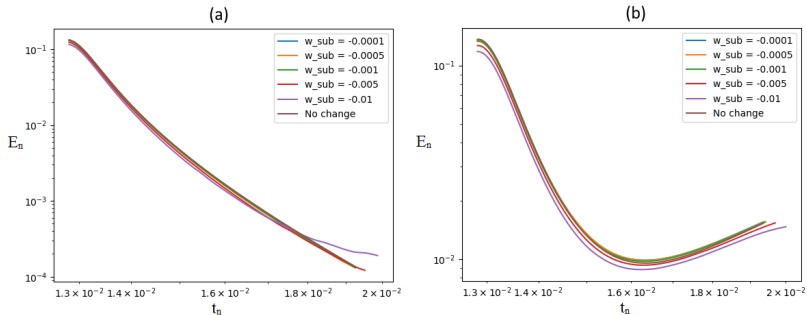 (a)
10⁻¹
10⁻²
10⁻³
10⁻⁴
Eₙ
w_sub = -0.0001
w_sub = -0.0005
w_sub = -0.001
w_sub = -0.005
w_sub = -0.01
No change
1.3 × 10⁻² 1.4 × 10⁻² 1.6 × 10⁻² 1.8 × 10⁻² 2 × 10⁻²
tₙ
(b)
10⁻¹
10⁻²
Eₙ
w_sub = -0.0001
w_sub = -0.0005
w_sub = -0.001
w_sub = -0.005
w_sub = -0.01
No change
1.3 × 10⁻² 1.4 × 10⁻² 1.6 × 10⁻² 1.8 × 10⁻² 2 × 10⁻²
tₙ